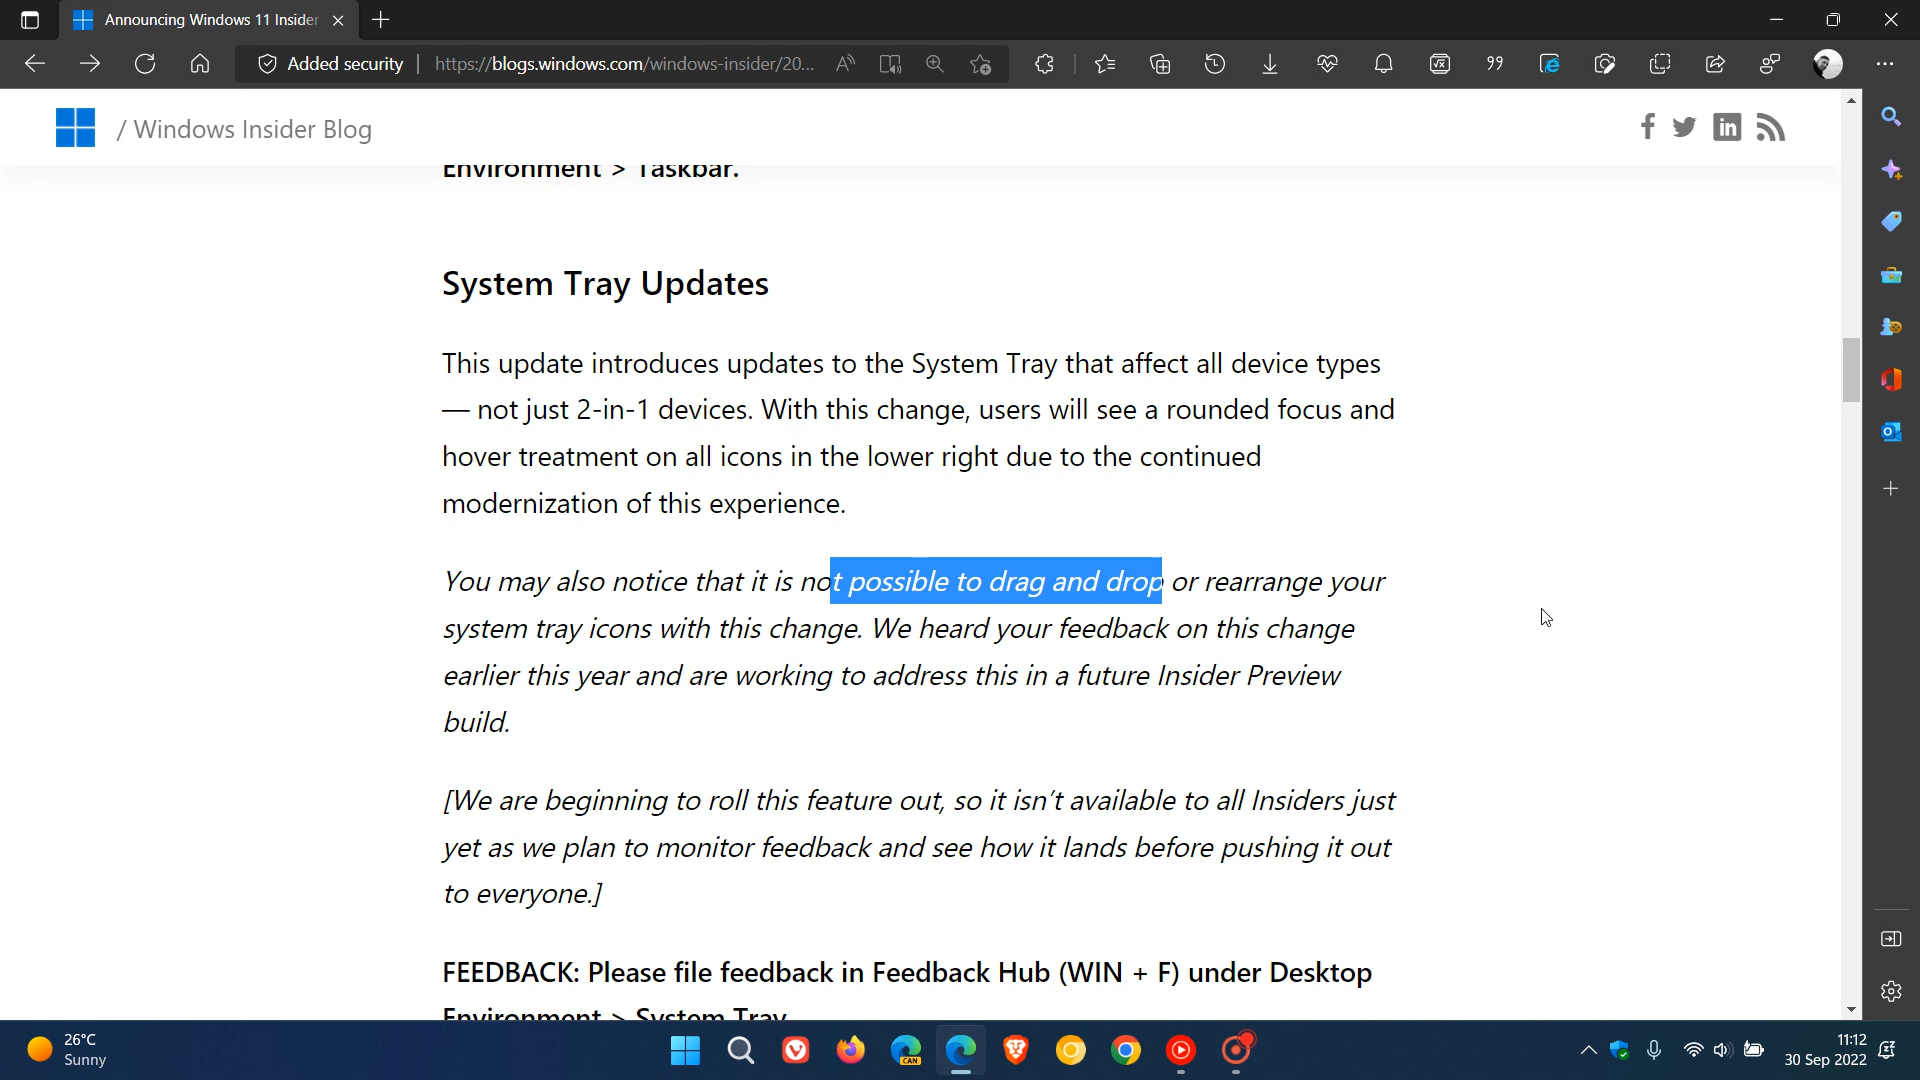 Announcing Windows 11 Insider
Added security
https://blogs.windows.com/windows-insider/20...
/ Windows Insider Blog
Environment > Taskbar.
System Tray Updates
This update introduces updates to the System Tray that affect all device types
— not just 2-in-1 devices. With this change, users will see a rounded focus and
hover treatment on all icons in the lower right due to the continued
modernization of this experience.
You may also notice that it is not possible to drag and drop or rearrange your
system tray icons with this change. We heard your feedback on this change
earlier this year and are working to address this in a future Insider Preview
build.
[We are beginning to roll this feature out, so it isn’t available to all Insiders just
yet as we plan to monitor feedback and see how it lands before pushing it out
to everyone.]
FEEDBACK: Please file feedback in Feedback Hub (WIN + F) under Desktop
Environment > System Tray
26°C
Sunny
CAN
11:12
30 Sep 2022